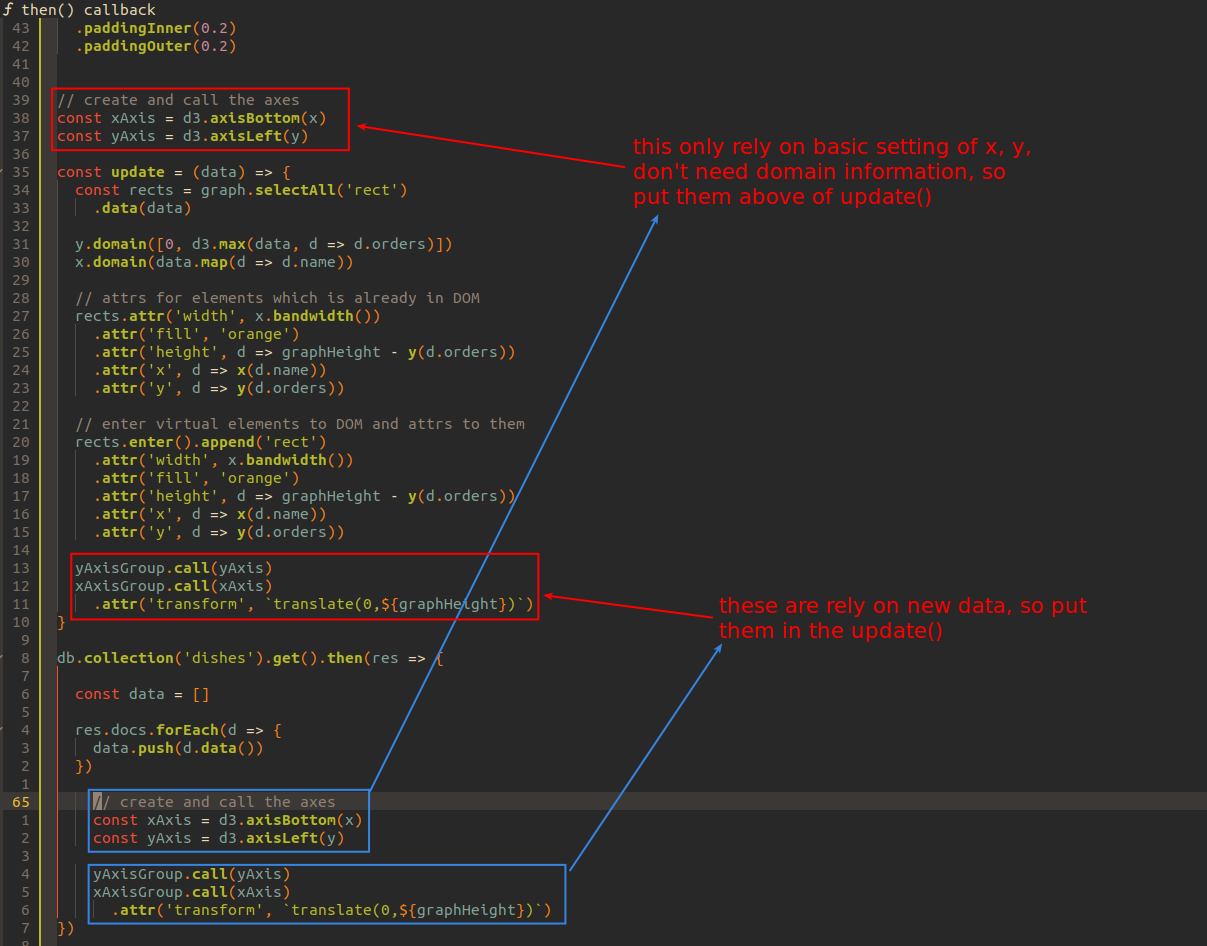 ƒ then() callback
43 .paddingInner(0.2)
42 .paddingOuter(0.2)
41
40
39 // create and call the axes
38 const xAxis = d3.axisBottom(x)
37 const yAxis = d3.axisLeft(y)
36
35 const update = (data) => {
34 const rects = graph.selectAll('rect')
33 .data(data)
32
31 y.domain([0, d3.max(data, d => d.orders)])
30 x.domain(data.map(d => d.name))
29
28 // attrs for elements which is already in DOM
27 rects.attr('width', x.bandwidth())
26 .attr('fill', 'orange')
25 .attr('height', d => graphHeight - y(d.orders))
24 .attr('x', d => x(d.name))
23 .attr('y', d => y(d.orders))
22
21 // enter virtual elements to DOM and attrs to them
20 rects.enter().append('rect')
19 .attr('width', x.bandwidth())
18 .attr('fill', 'orange')
17 .attr('height', d => graphHeight - y(d.orders))
16 .attr('x', d => x(d.name))
15 .attr('y', d => y(d.orders))
14
13 yAxisGroup.call(yAxis)
12 xAxisGroup.call(xAxis)
11 .attr('transform', `translate(0,${graphHeight})`)
10 }
9
8 db.collection('dishes').get().then(res => {
7
6 const data = []
5
4 res.docs.forEach(d => {
3 data.push(d.data())
2 })
1
65 // create and call the axes
1 const xAxis = d3.axisBottom(x)
2 const yAxis = d3.axisLeft(y)
3
4 yAxisGroup.call(yAxis)
5 xAxisGroup.call(xAxis)
6 .attr('transform', `translate(0,${graphHeight})`)
7 })
8
this only rely on basic setting of x, y,
don't need domain information, so
put them above of update()
these are rely on new data, so put
them in the update()